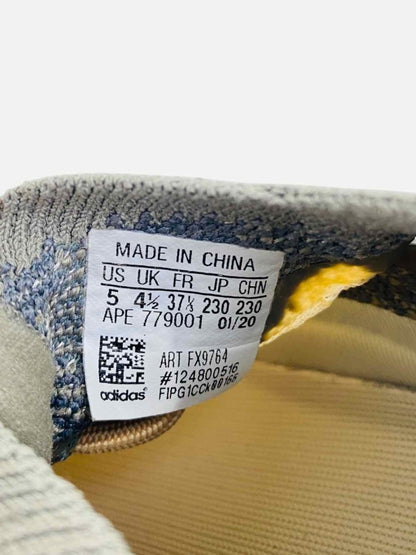 MADE IN CHINA
US UK FR JP CHN
5 4½ 37⅓ 230 230
APE 779001 01/20
ART FX9764
#124800516
adidas